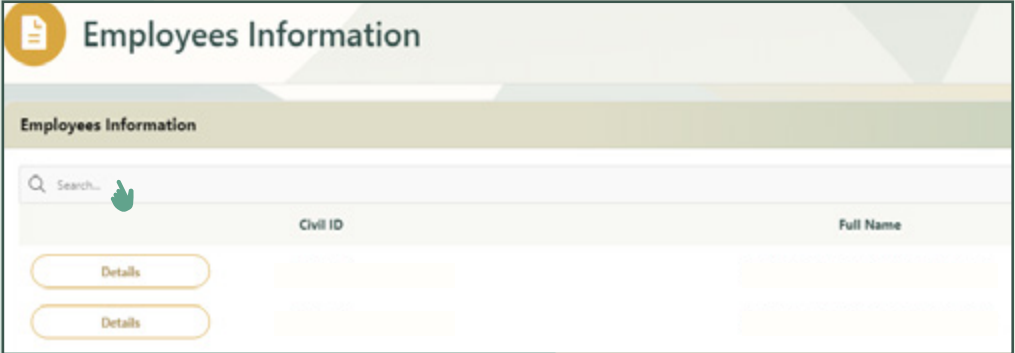 Employees Information
Employees Information
Search...
Civil ID Full Name
Details
Details